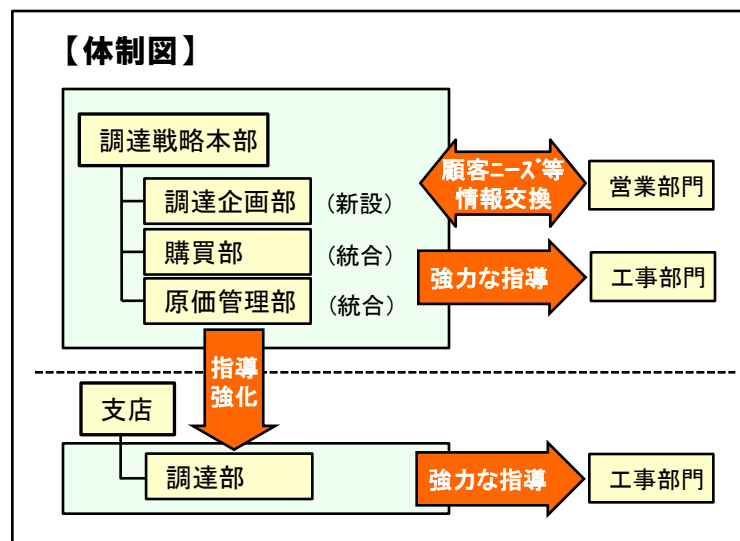 【体制図】
調達戦略本部
調達企画部 (新設)
購買部 (統合)
原価管理部 (統合)
顧客ニーズ等
情報交換
営業部門
強力な指導
工事部門
指導
強化
支店
調達部
強力な指導
工事部門